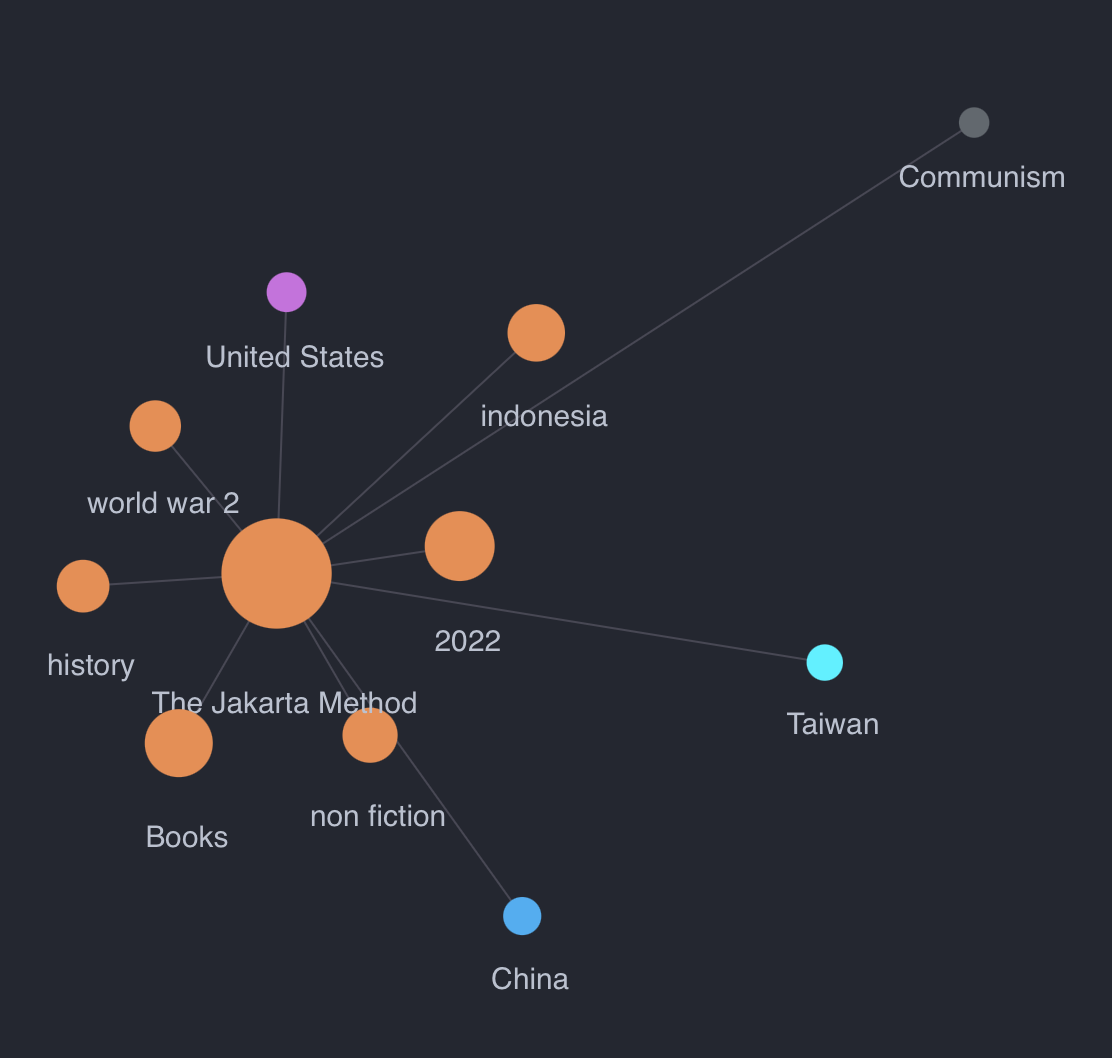 Communism
United States
indonesia
world war 2
2022
history
The Jakarta Method
Taiwan
non fiction
Books
China